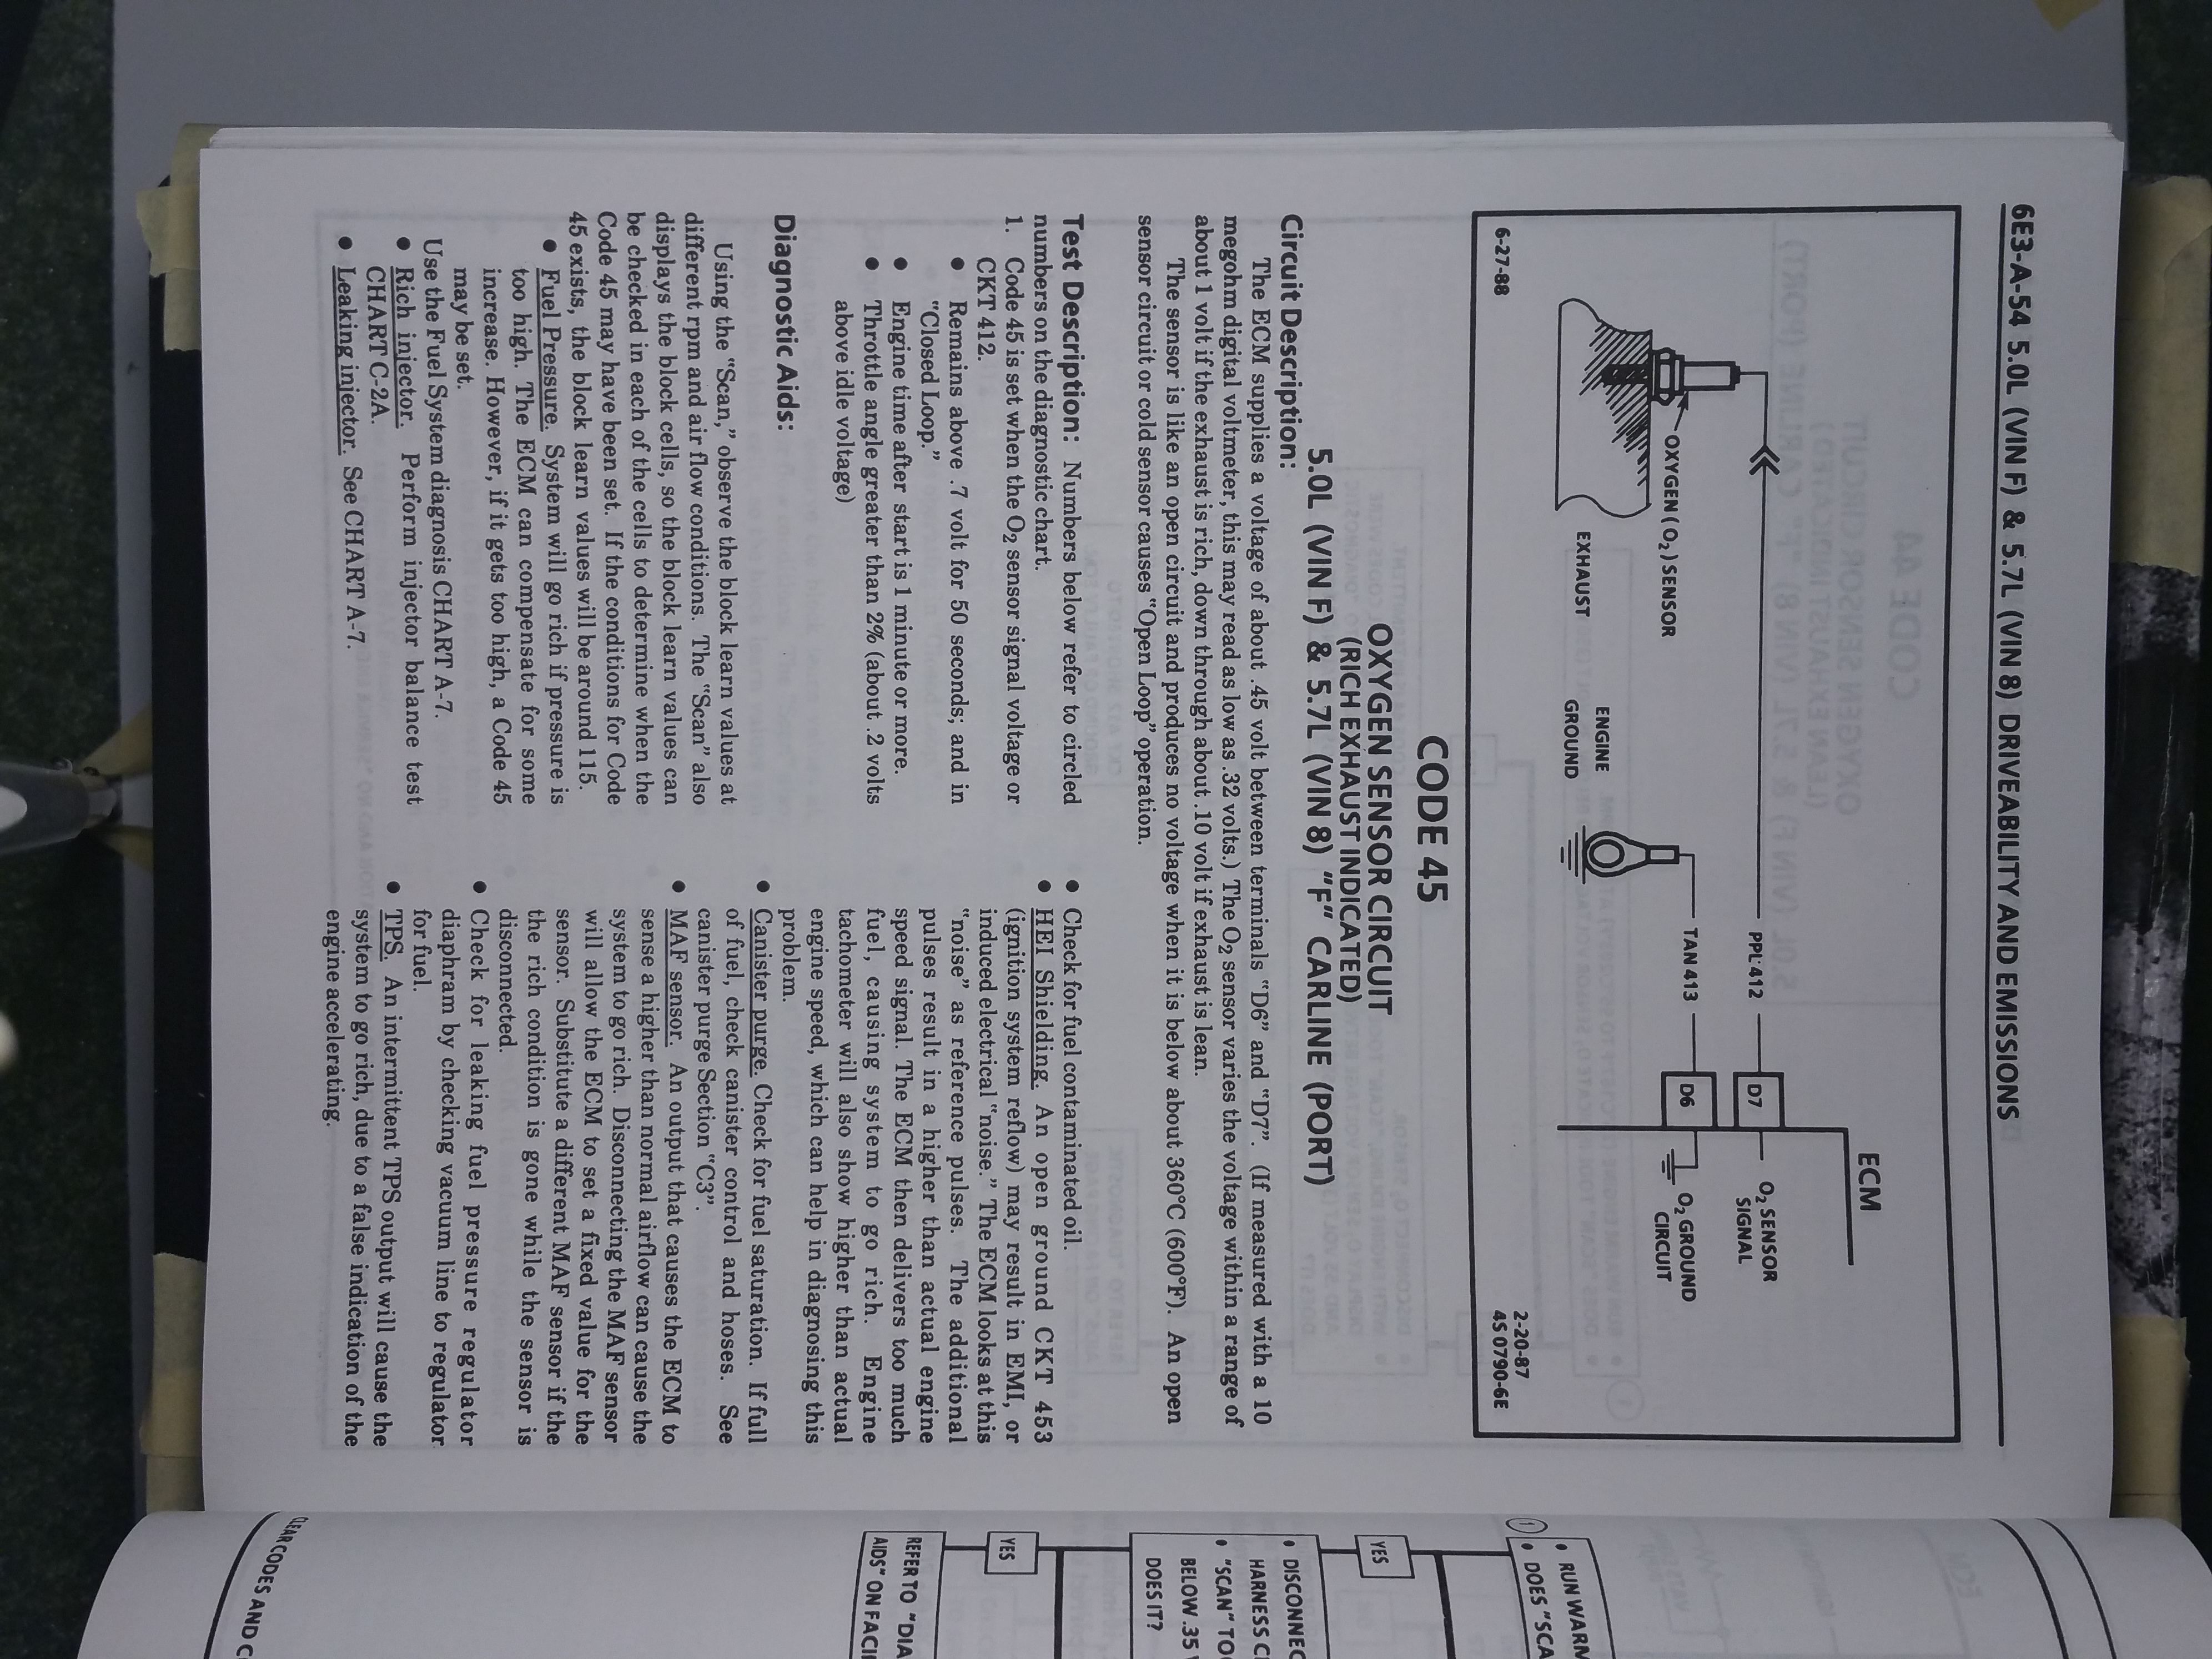 6E3-A-54 5.0L (VIN F) & 5.7L (VIN 8) DRIVEABILITY AND EMISSIONS
ECM
OXYGEN (O2) SENSOR
EXHAUST
ENGINE
GROUND
PPL 412
TAN 413
D7
D6
O2 SENSOR
SIGNAL
O2 GROUND
CIRCUIT
6-27-88
2-20-87
4S 0790-6E
CODE 45
OXYGEN SENSOR CIRCUIT
(RICH EXHAUST INDICATED)
5.0L (VIN F) & 5.7L (VIN 8) "F" CARLINE (PORT)
Circuit Description:
The ECM supplies a voltage of about .45 volt between terminals "D6" and "D7". (If measured with a 10
megohm digital voltmeter, this may read as low as .32 volts.) The O2 sensor varies the voltage within a range of
about 1 volt if the exhaust is rich, down through about .10 volt if exhaust is lean.
The sensor is like an open circuit and produces no voltage when it is below about 360°C (600°F). An open
sensor circuit or cold sensor causes "Open Loop" operation.
Test Description: Numbers below refer to circled
numbers on the diagnostic chart.
1. Code 45 is set when the O2 sensor signal voltage or
CKT 412.
● Remains above .7 volt for 50 seconds; and in
"Closed Loop."
● Engine time after start is 1 minute or more.
● Throttle angle greater than 2% (about .2 volts
above idle voltage)
Diagnostic Aids:
Using the "Scan," observe the block learn values at
different rpm and air flow conditions. The "Scan" also
displays the block cells, so the block learn values can
be checked in each of the cells to determine when the
Code 45 may have been set. If the conditions for Code
45 exists, the block learn values will be around 115.
● Fuel Pressure. System will go rich if pressure is
too high. The ECM can compensate for some
increase. However, if it gets too high, a Code 45
may be set.
Use the Fuel System diagnosis CHART A-7.
● Rich injector. Perform injector balance test
CHART C-2A.
● Leaking injector. See CHART A-7.
● Check for fuel contaminated oil.
● HEI Shielding. An open ground CKT 453
(ignition system reflow) may result in EMI, or
induced electrical "noise." The ECM looks at this
"noise" as reference pulses. The additional
pulses result in a higher than actual engine
speed signal. The ECM then delivers too much
fuel, causing system to go rich. Engine
tachometer will also show higher than actual
engine speed, which can help in diagnosing this
problem.
● Canister purge. Check for fuel saturation. If full
of fuel, check canister control and hoses. See
canister purge Section "C3".
● MAF sensor. An output that causes the ECM to
sense a higher than normal airflow can cause the
system to go rich. Disconnecting the MAF sensor
will allow the ECM to set a fixed value for the
sensor. Substitute a different MAF sensor if the
the rich condition is gone while the sensor is
disconnected.
● Check for leaking fuel pressure regulator
diaphram by checking vacuum line to regulator
for fuel.
● TPS. An intermittent TPS output will cause the
system to go rich, due to a false indication of the
engine accelerating.
1
● RUN WARM
● DOES "SCA
YES
● DISCONNEC
HARNESS C
● "SCAN" TO
BELOW .35
DOES IT?
YES
REFER TO "DIA
AIDS" ON FACI
CLEAR CODES AND C